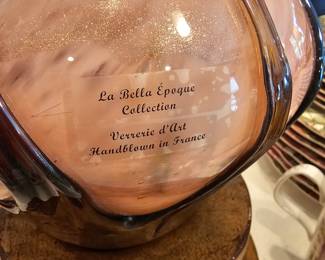 La Bella Époque
Collection
Verrerie d'Art
Handblown in France